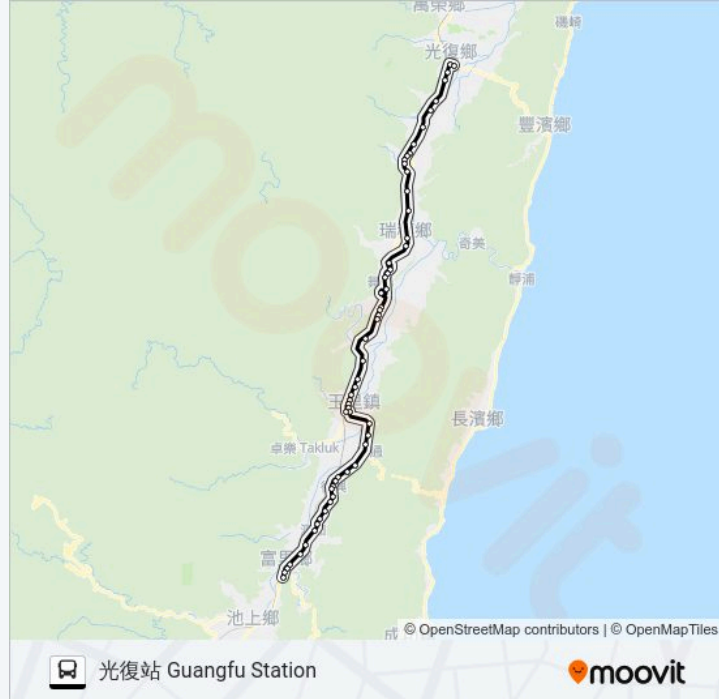 萬榮鄉
磯崎
光復鄉
豐濱鄉
瑞穗鄉
奇美
靜浦
玉里鎮
長濱鄉
卓樂 Takluk
富里鄉
池上鄉
成
© OpenStreetMap contributors | © OpenMapTiles
光復站 Guangfu Station
moovit